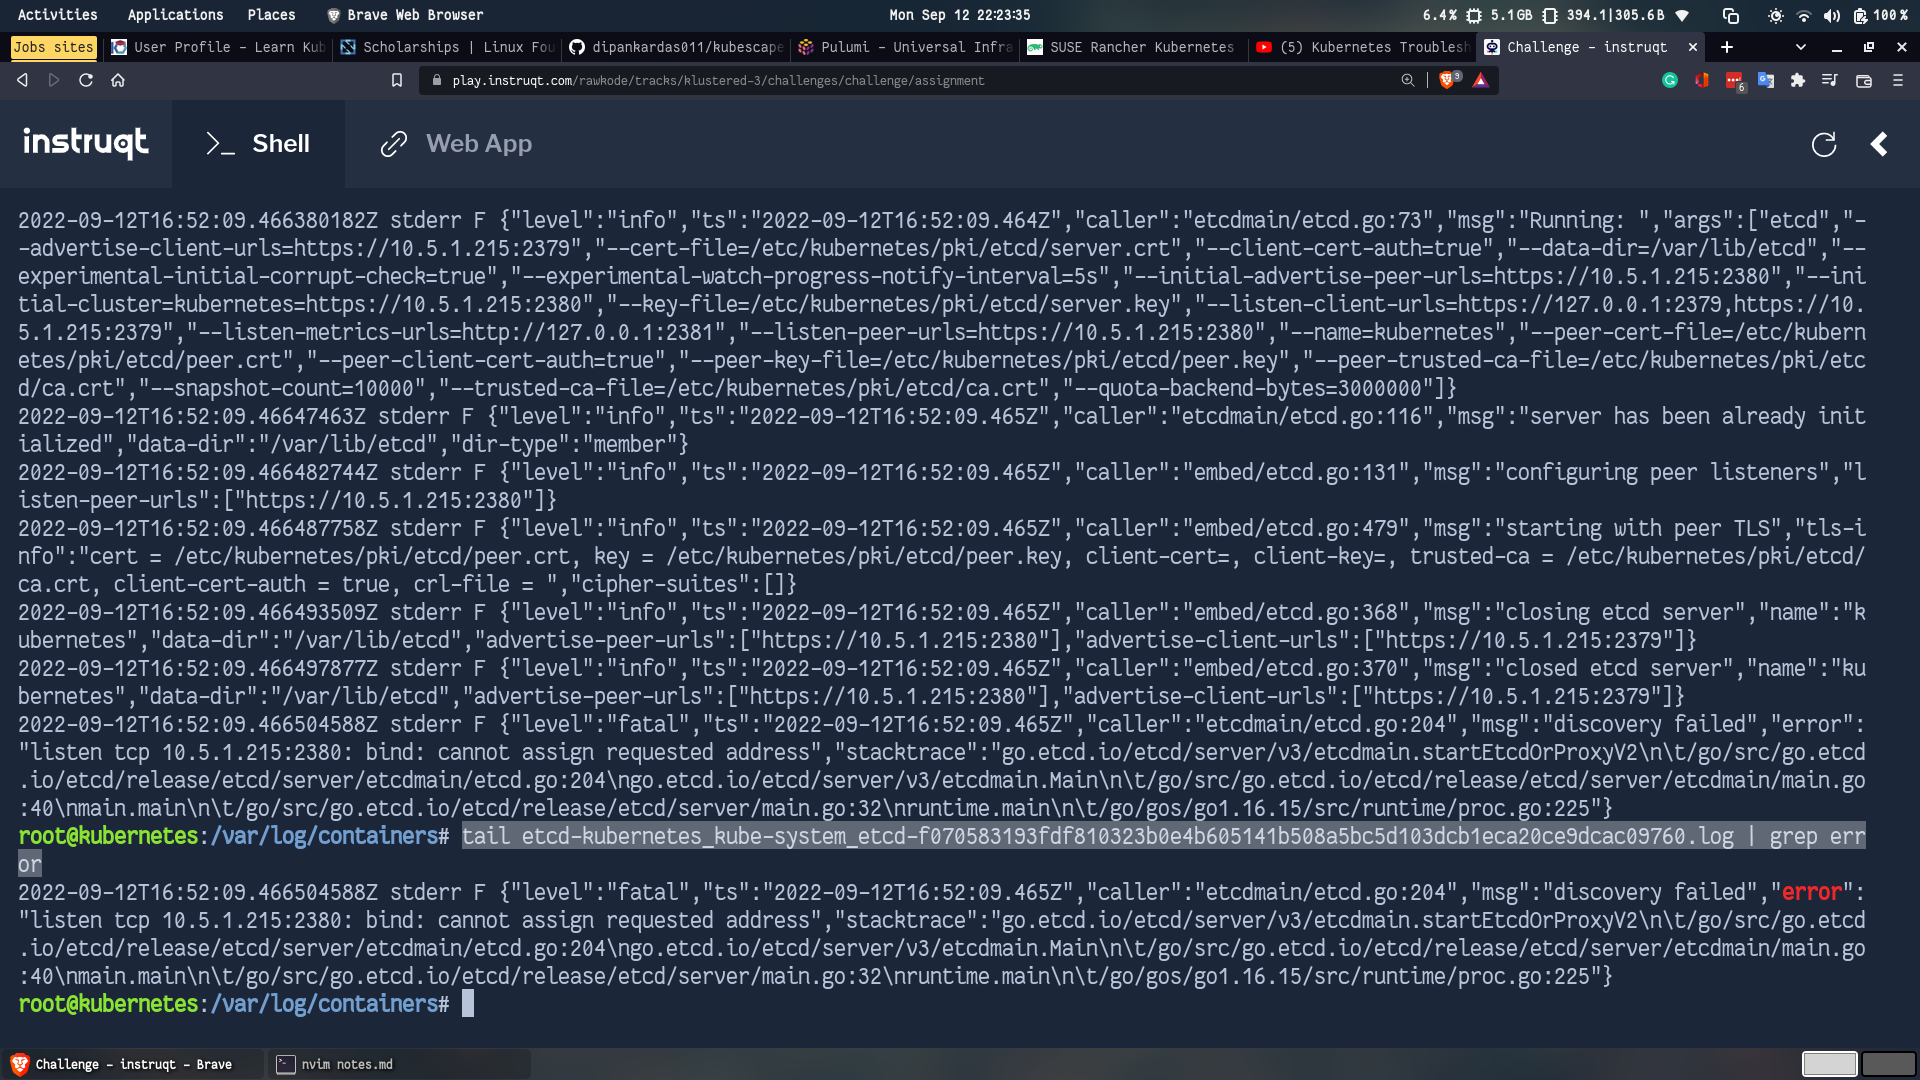 Activities Applications Places Brave Web Browser Mon Sep 12 22:23:35 6.4% 5.1GB 394.1|305.6B 100%
Jobs sites User Profile – Learn Kub Scholarships | Linux Fou dipankardas011/kubescape Pulumi – Universal Infra SUSE Rancher Kubernetes (5) Kubernetes Troublesh Challenge – instruqt
play.instruqt.com/rawkode/tracks/klustered-3/challenges/challenge/assignment 3 6
instruqt >_ Shell Web App
2022-09-12T16:52:09.466380182Z stderr F {"level":"info","ts":"2022-09-12T16:52:09.464Z","caller":"etcdmain/etcd.go:73","msg":"Running: ","args":["etcd","-
-advertise-client-urls=https://10.5.1.215:2379","--cert-file=/etc/kubernetes/pki/etcd/server.crt","--client-cert-auth=true","--data-dir=/var/lib/etcd","--
experimental-initial-corrupt-check=true","--experimental-watch-progress-notify-interval=5s","--initial-advertise-peer-urls=https://10.5.1.215:2380","--ini
tial-cluster=kubernetes=https://10.5.1.215:2380","--key-file=/etc/kubernetes/pki/etcd/server.key","--listen-client-urls=https://127.0.0.1:2379,https://10.
5.1.215:2379","--listen-metrics-urls=http://127.0.0.1:2381","--listen-peer-urls=https://10.5.1.215:2380","--name=kubernetes","--peer-cert-file=/etc/kubern
etes/pki/etcd/peer.crt","--peer-client-cert-auth=true","--peer-key-file=/etc/kubernetes/pki/etcd/peer.key","--peer-trusted-ca-file=/etc/kubernetes/pki/etc
d/ca.crt","--snapshot-count=10000","--trusted-ca-file=/etc/kubernetes/pki/etcd/ca.crt","--quota-backend-bytes=3000000"]}
2022-09-12T16:52:09.46647463Z stderr F {"level":"info","ts":"2022-09-12T16:52:09.465Z","caller":"etcdmain/etcd.go:116","msg":"server has been already init
ialized","data-dir":"/var/lib/etcd","dir-type":"member"}
2022-09-12T16:52:09.466482744Z stderr F {"level":"info","ts":"2022-09-12T16:52:09.465Z","caller":"embed/etcd.go:131","msg":"configuring peer listeners","l
isten-peer-urls":["https://10.5.1.215:2380"]}
2022-09-12T16:52:09.466487758Z stderr F {"level":"info","ts":"2022-09-12T16:52:09.465Z","caller":"embed/etcd.go:479","msg":"starting with peer TLS","tls-i
nfo":"cert = /etc/kubernetes/pki/etcd/peer.crt, key = /etc/kubernetes/pki/etcd/peer.key, client-cert=, client-key=, trusted-ca = /etc/kubernetes/pki/etcd/
ca.crt, client-cert-auth = true, crl-file = ","cipher-suites":[]}
2022-09-12T16:52:09.466493509Z stderr F {"level":"info","ts":"2022-09-12T16:52:09.465Z","caller":"embed/etcd.go:368","msg":"closing etcd server","name":"k
ubernetes","data-dir":"/var/lib/etcd","advertise-peer-urls":["https://10.5.1.215:2380"],"advertise-client-urls":["https://10.5.1.215:2379"]}
2022-09-12T16:52:09.466497877Z stderr F {"level":"info","ts":"2022-09-12T16:52:09.465Z","caller":"embed/etcd.go:370","msg":"closed etcd server","name":"ku
bernetes","data-dir":"/var/lib/etcd","advertise-peer-urls":["https://10.5.1.215:2380"],"advertise-client-urls":["https://10.5.1.215:2379"]}
2022-09-12T16:52:09.466504588Z stderr F {"level":"fatal","ts":"2022-09-12T16:52:09.465Z","caller":"etcdmain/etcd.go:204","msg":"discovery failed","error":
"listen tcp 10.5.1.215:2380: bind: cannot assign requested address","stacktrace":"go.etcd.io/etcd/server/v3/etcdmain.startEtcdOrProxyV2\n\t/go/src/go.etcd
.io/etcd/release/etcd/server/etcdmain/etcd.go:204\ngo.etcd.io/etcd/server/v3/etcdmain.Main\n\t/go/src/go.etcd.io/etcd/release/etcd/server/etcdmain/main.go
:40\nmain.main\n\t/go/src/go.etcd.io/etcd/release/etcd/server/main.go:32\nruntime.main\n\t/go/gos/go1.16.15/src/runtime/proc.go:225"}
root@kubernetes:/var/log/containers# tail etcd-kubernetes_kube-system_etcd-f070583193fdf810323b0e4b605141b508a5bc5d103dcb1eca20ce9dcac09760.log | grep err
or
2022-09-12T16:52:09.466504588Z stderr F {"level":"fatal","ts":"2022-09-12T16:52:09.465Z","caller":"etcdmain/etcd.go:204","msg":"discovery failed","error":
"listen tcp 10.5.1.215:2380: bind: cannot assign requested address","stacktrace":"go.etcd.io/etcd/server/v3/etcdmain.startEtcdOrProxyV2\n\t/go/src/go.etcd
.io/etcd/release/etcd/server/etcdmain/etcd.go:204\ngo.etcd.io/etcd/server/v3/etcdmain.Main\n\t/go/src/go.etcd.io/etcd/release/etcd/server/etcdmain/main.go
:40\nmain.main\n\t/go/src/go.etcd.io/etcd/release/etcd/server/main.go:32\nruntime.main\n\t/go/gos/go1.16.15/src/runtime/proc.go:225"}
root@kubernetes:/var/log/containers#
Challenge – instruqt – Brave nvim notes.md